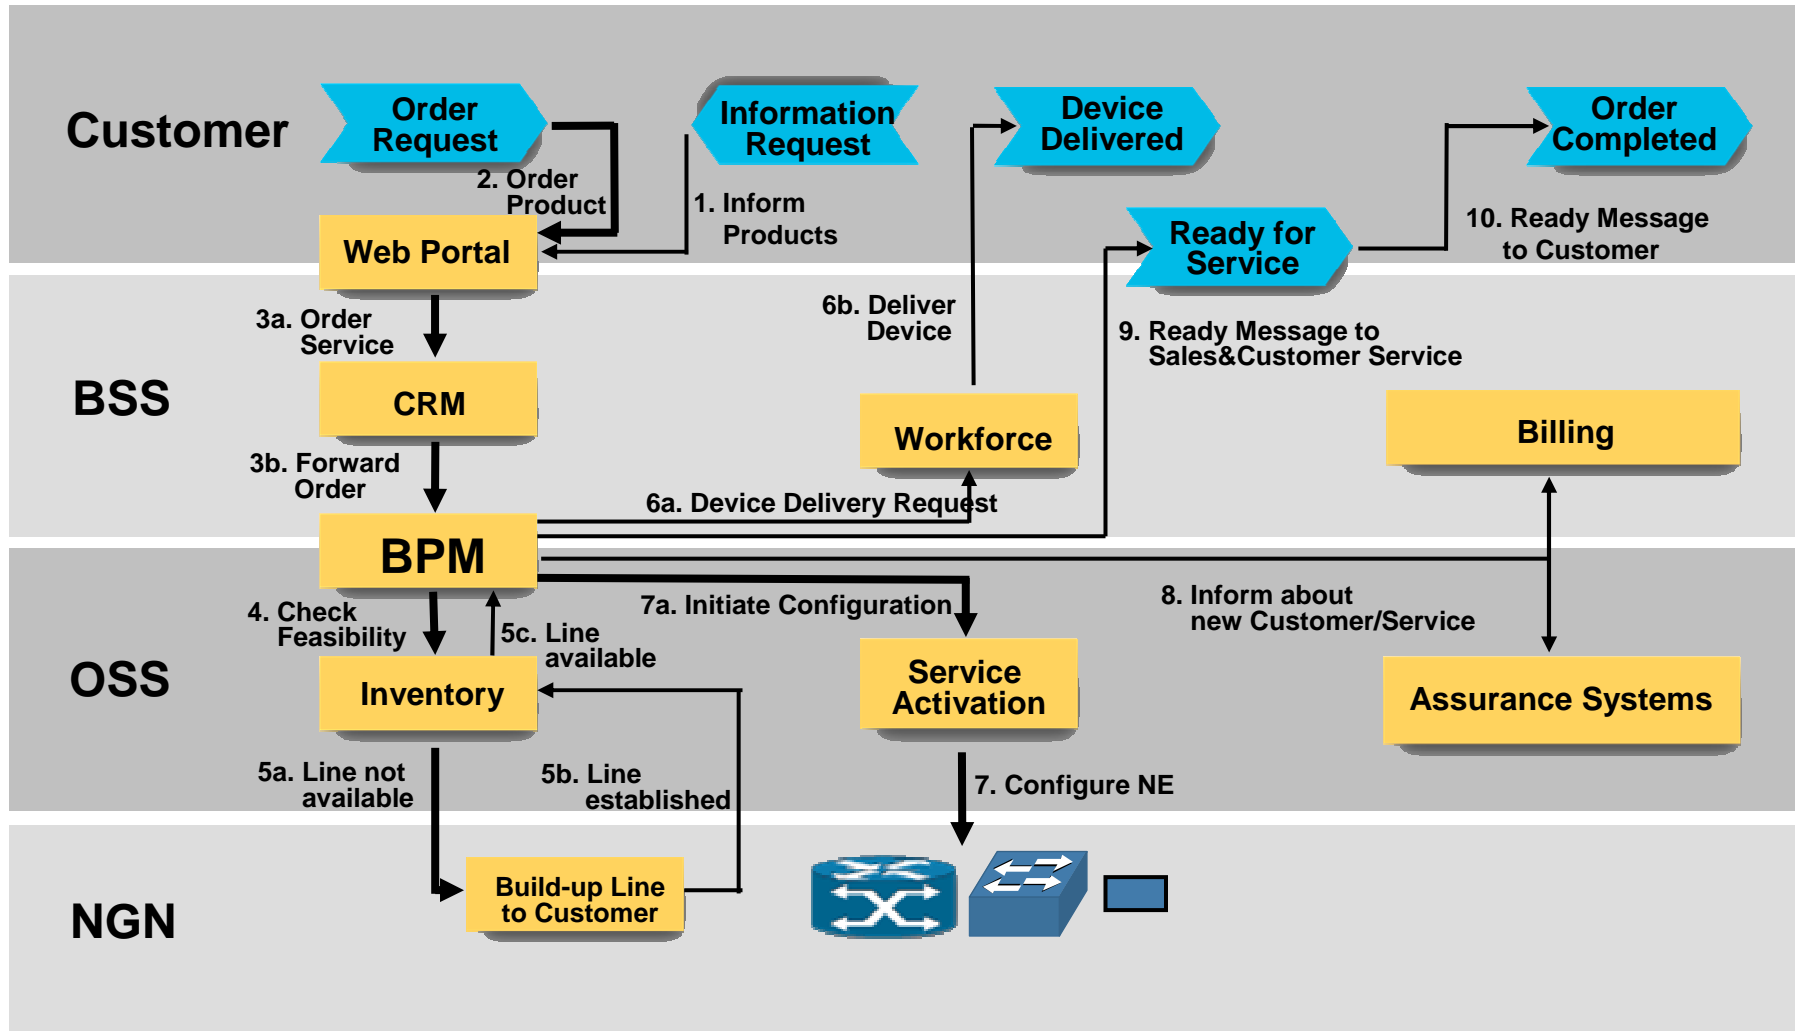 Customer
Order
Request
Information
Request
Device
Delivered
Order
Completed
2. Order
Product
1. Inform
Products
Web Portal
Ready for
Service
10. Ready Message
to Customer
BSS
3a. Order
Service
6b. Deliver
Device
9. Ready Message to
Sales&Customer Service
CRM
Workforce
Billing
3b. Forward
Order
6a. Device Delivery Request
BPM
OSS
4. Check
Feasibility
5c. Line
available
7a. Initiate Configuration
8. Inform about
new Customer/Service
Inventory
Service
Activation
Assurance Systems
5a. Line not
available
5b. Line
established
7. Configure NE
NGN
Build-up Line
to Customer